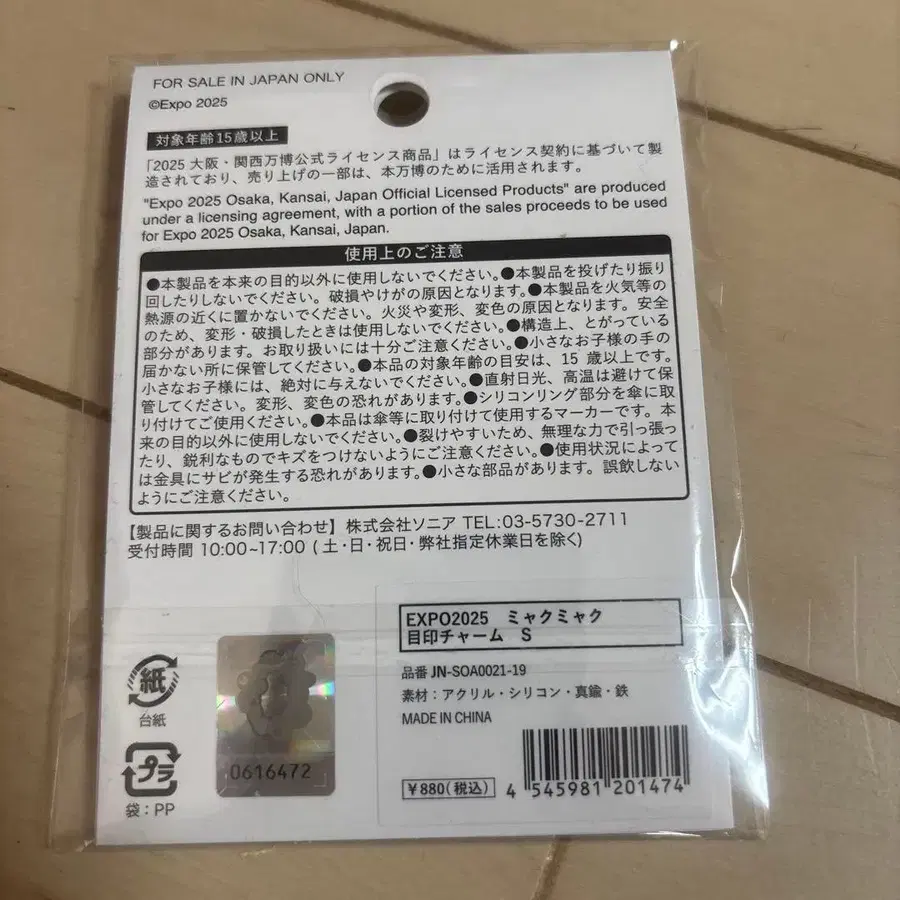 FOR SALE IN JAPAN ONLY
©Expo 2025
対象年齢15歳以上
「2025 大阪・関西万博公式ライセンス商品」はライセンス契約に基づいて製
造されており、売り上げの一部は、本万博のために活用されます。
"Expo 2025 Osaka, Kansai, Japan Official Licensed Products" are produced
under a licensing agreement, with a portion of the sales proceeds to be used
for Expo 2025 Osaka, Kansai, Japan.
使用上のご注意
●本製品を本来の目的以外に使用しないでください。●本製品を投げたり振り
回したりしないでください。破損やけがの原因となります。●本製品を火気等の
熱源の近くに置かないでください。火災や変形、変色の原因となります。安全
のため、変形・破損したときは使用しないでください。●構造上、とがっている
部分があります。お取り扱いには十分ご注意ください。●小さなお子様の手の
届かない所に保管してください。●本品の対象年齢の目安は、15 歳以上です。
小さなお子様には、絶対に与えないでください。●直射日光、高温は避けて保
管してください。変形、変色の恐れがあります。●シリコンリング部分を傘に取
り付けてご使用ください。●本品は傘等に取り付けて使用するマーカーです。本
来の目的以外に使用しないでください。●裂けやすいため、無理な力で引っ張っ
たり、鋭利なものでキズをつけないようにご注意ください。●使用状況によって
は金具にサビが発生する恐れがあります。●小さな部品があります。誤飲しない
ようにご注意ください。
【製品に関するお問い合わせ】株式会社ソニア TEL:03-5730-2711
受付時間 10:00~17:00 (土・日・祝日・弊社指定休業日を除く)
EXPO2025 ミャクミャク
目印チャーム S
品番 JN-SOA0021-19
素材：アクリル・シリコン・真鍮・鉄
MADE IN CHINA
¥880(税込)
4 545981 201474
紙
台紙
プラ
袋：PP
0616472